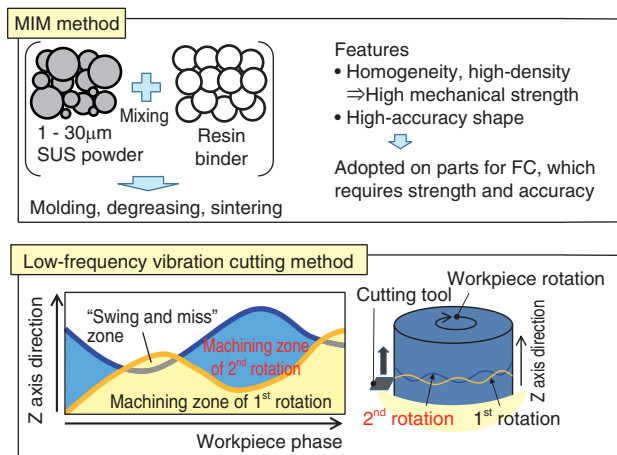 MIM method
Mixing
1 - 30μm
SUS powder
Resin
binder
Molding, degreasing, sintering
Features
• Homogeneity, high-density
⇒High mechanical strength
• High-accuracy shape
Adopted on parts for FC, which
requires strength and accuracy
Low-frequency vibration cutting method
Z axis direction
“Swing and miss”
zone
Machining zone
of 2nd rotation
Machining zone of 1st rotation
Workpiece phase
Workpiece rotation
Cutting tool
Z axis direction
2nd rotation
1st rotation